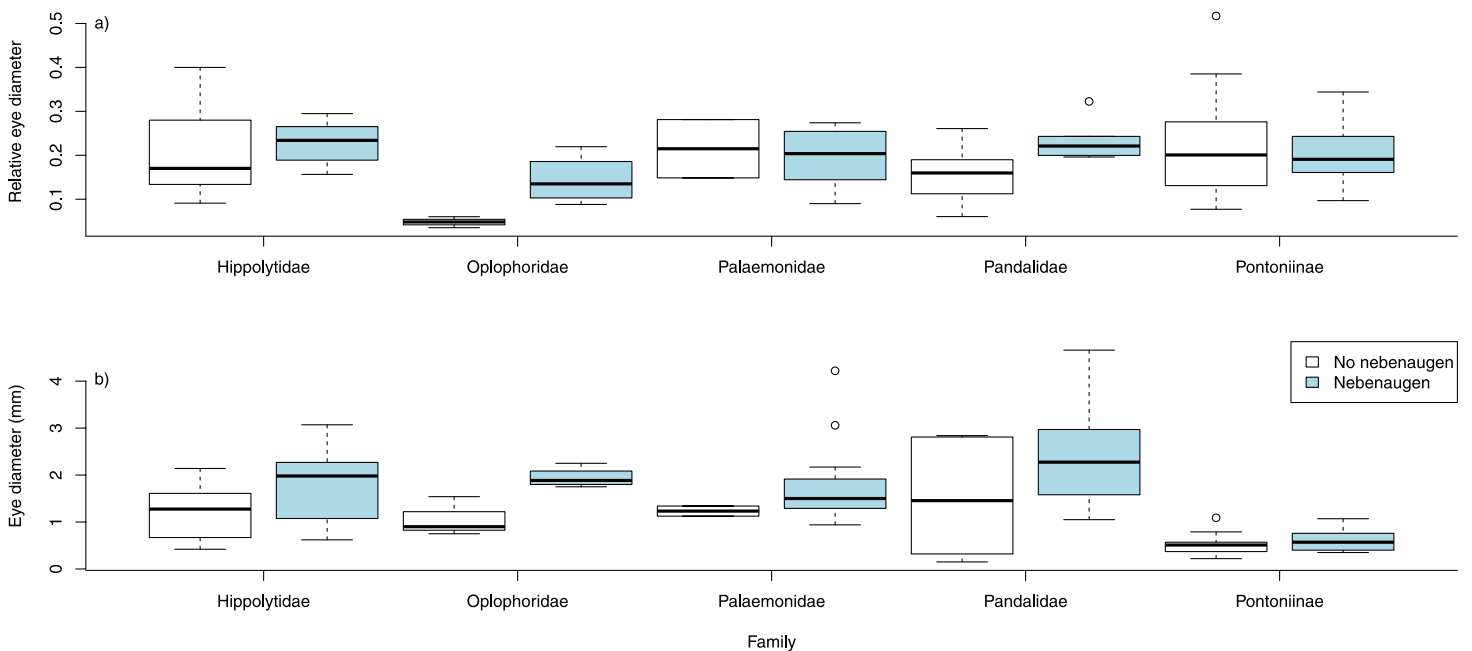 a)
Relative eye diameter
0.5
0.4
0.3
0.2
0.1
Hippolytidae Oplophoridae Palaemonidae Pandalidae Pontoniinae
b)
Eye diameter (mm)
4
3
2
1
0
No nebenaugen
Nebenaugen
Hippolytidae Oplophoridae Palaemonidae Pandalidae Pontoniinae
Family